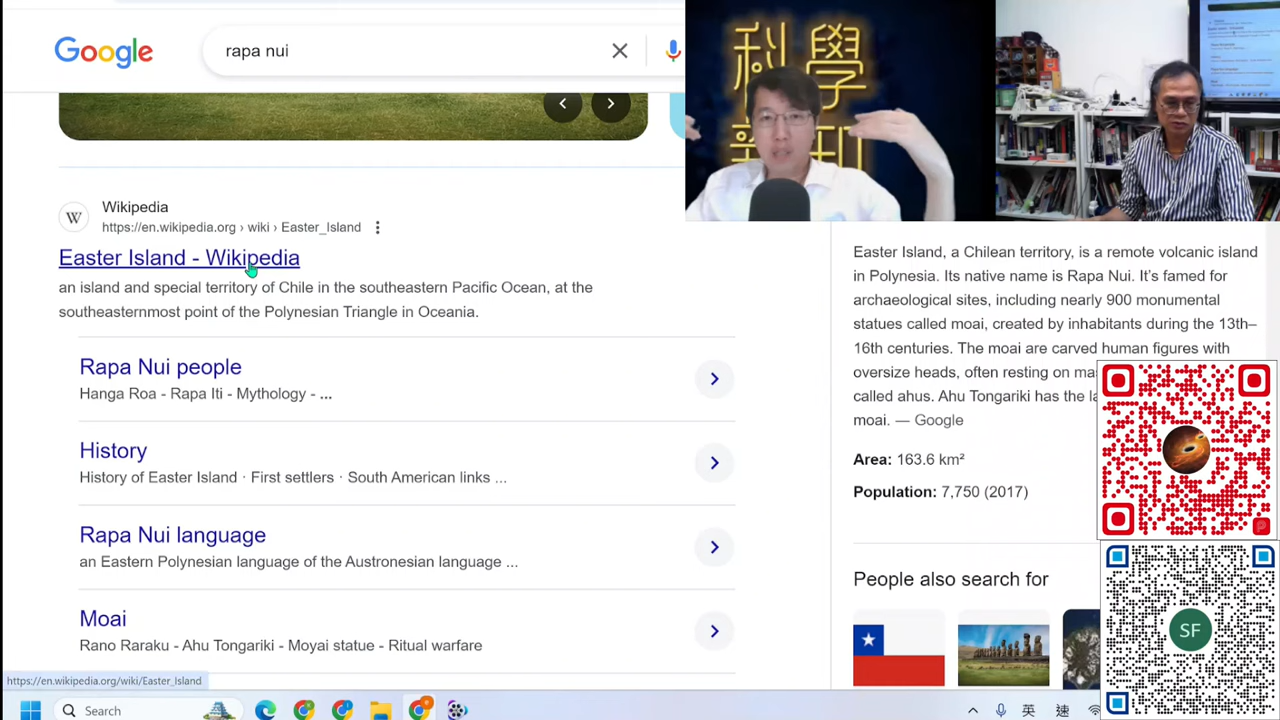 Google
rapa nui
科學
新知
Wikipedia
https://en.wikipedia.org › wiki › Easter_Island
Easter Island - Wikipedia
an island and special territory of Chile in the southeastern Pacific Ocean, at the
southeasternmost point of the Polynesian Triangle in Oceania.
Rapa Nui people
Hanga Roa - Rapa Iti - Mythology - ...
History
History of Easter Island · First settlers · South American links ...
Rapa Nui language
an Eastern Polynesian language of the Austronesian language ...
Moai
Rano Raraku - Ahu Tongariki - Moyai statue - Ritual warfare
Easter Island, a Chilean territory, is a remote volcanic island
in Polynesia. Its native name is Rapa Nui. It's famed for
archaeological sites, including nearly 900 monumental
statues called moai, created by inhabitants during the 13th–
16th centuries. The moai are carved human figures with
oversize heads, often resting on
called ahus. Ahu Tongariki has the
moai. — Google
Area: 163.6 km²
Population: 7,750 (2017)
People also search for
SF
https://en.wikipedia.org/wiki/Easter_Island
Search
英
速